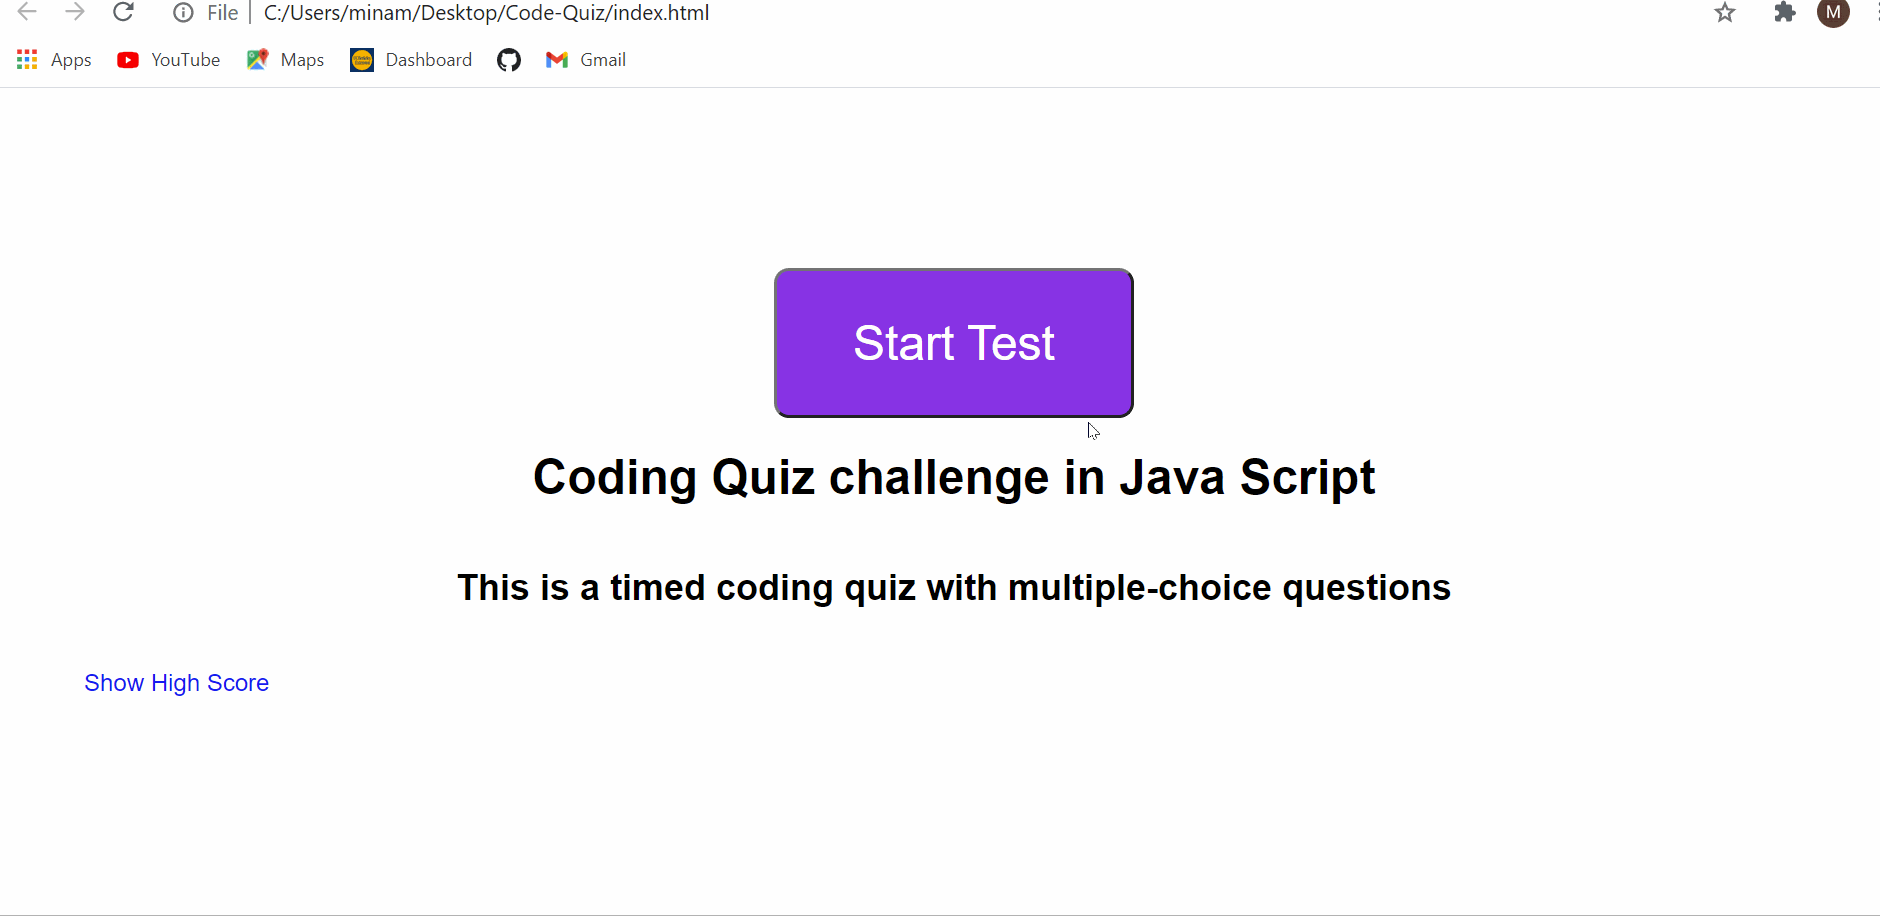 File C:/Users/minam/Desktop/Code-Quiz/index.html M
Apps YouTube Maps Dashboard Gmail
Start Test
Coding Quiz challenge in Java Script
This is a timed coding quiz with multiple-choice questions
Show High Score